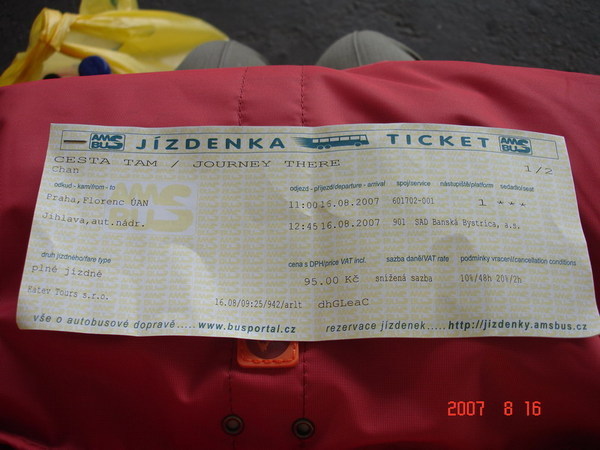 AMS BUS JÍZDENKA TICKET AMS BUS
CESTA TAM / JOURNEY THERE 1/2
Chan
odkud - kam/from - to odjezd - příjezd/departure - arrival spoj/service nástupiště/platform sedadlo/seat
Praha,Florenc ÚAN 11:00 16.08.2007 601702-001 1 ***
Jihlava,aut.nádr. 12:45 16.08.2007 901 SAD Banská Bystrica, a.s.
druh jízdného/fare type cena s DPH/price VAT incl. sazba daně/VAT rate podmínky vracení/cancellation conditions
plné jízdné 95.00 Kč snížená sazba 10%/48h 20%/2h
Katev Tours s.r.o. 16.08/09:25/942/arlt dhGLeaC
vše o autobusové dopravě.....www.busportal.cz rezervace jízdenek....http://jizdenky.amsbus.cz
2007 8 16